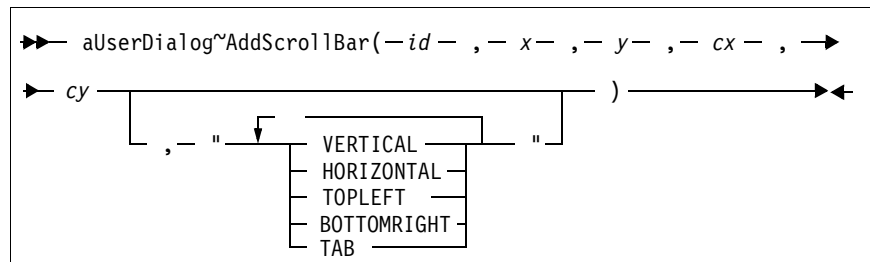 aUserDialog~AddScrollBar( id , x , y , cx ,
cy )
, " VERTICAL "
HORIZONTAL
TOPLEFT
BOTTOMRIGHT
TAB